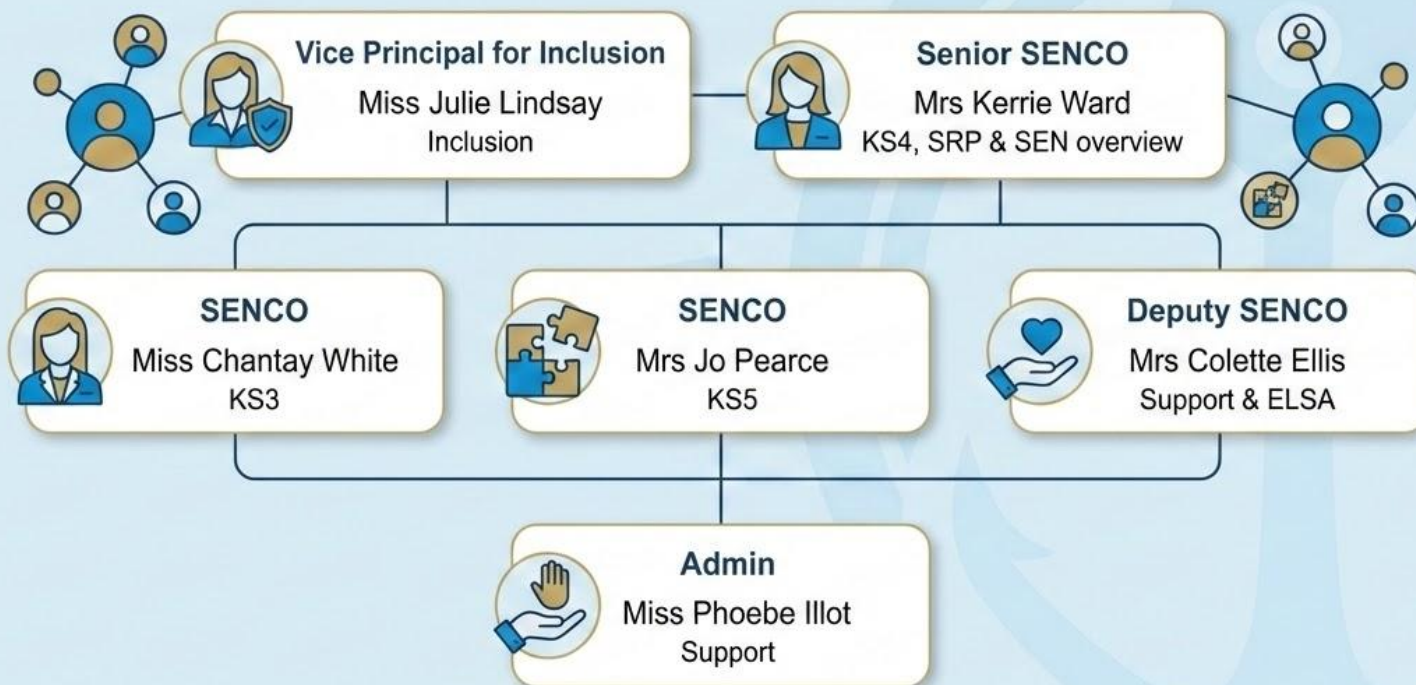 Vice Principal for Inclusion
Miss Julie Lindsay
Inclusion
Senior SENCO
Mrs Kerrie Ward
KS4, SRP & SEN overview
SENCO
Miss Chantay White
KS3
SENCO
Mrs Jo Pearce
KS5
Deputy SENCO
Mrs Colette Ellis
Support & ELSA
Admin
Miss Phoebe Illot
Support